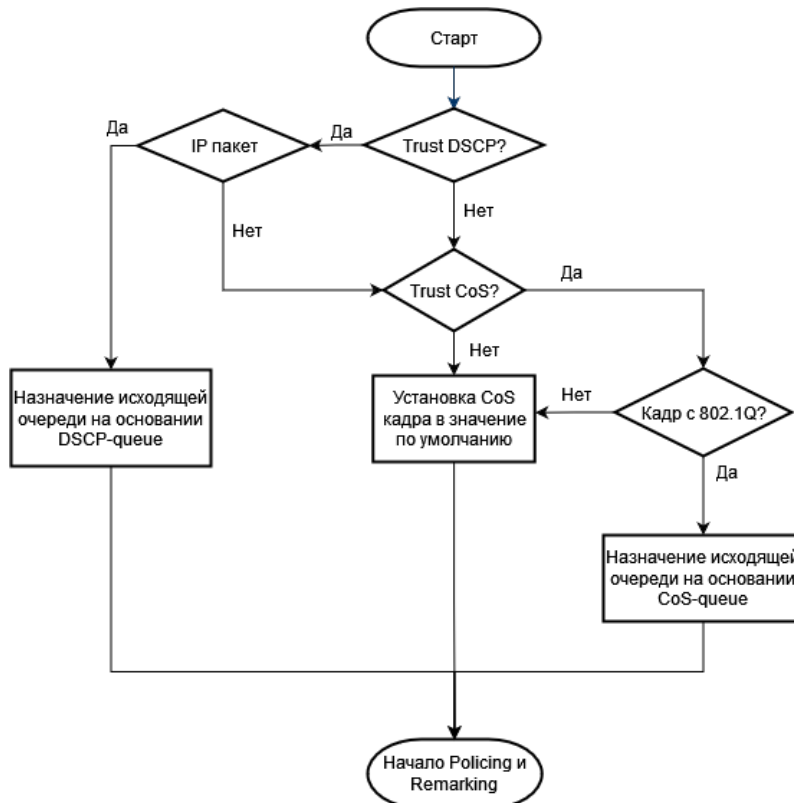 Старт
Да
IP пакет
Да
Trust DSCP?
Нет
Нет
Trust CoS?
Да
Нет
Назначение исходящей
очереди на основании
DSCP-queue
Установка CoS
кадра в значение
по умолчанию
Нет
Кадр с 802.1Q?
Да
Назначение исходящей
очереди на основании
CoS-queue
Начало Policing и
Remarking